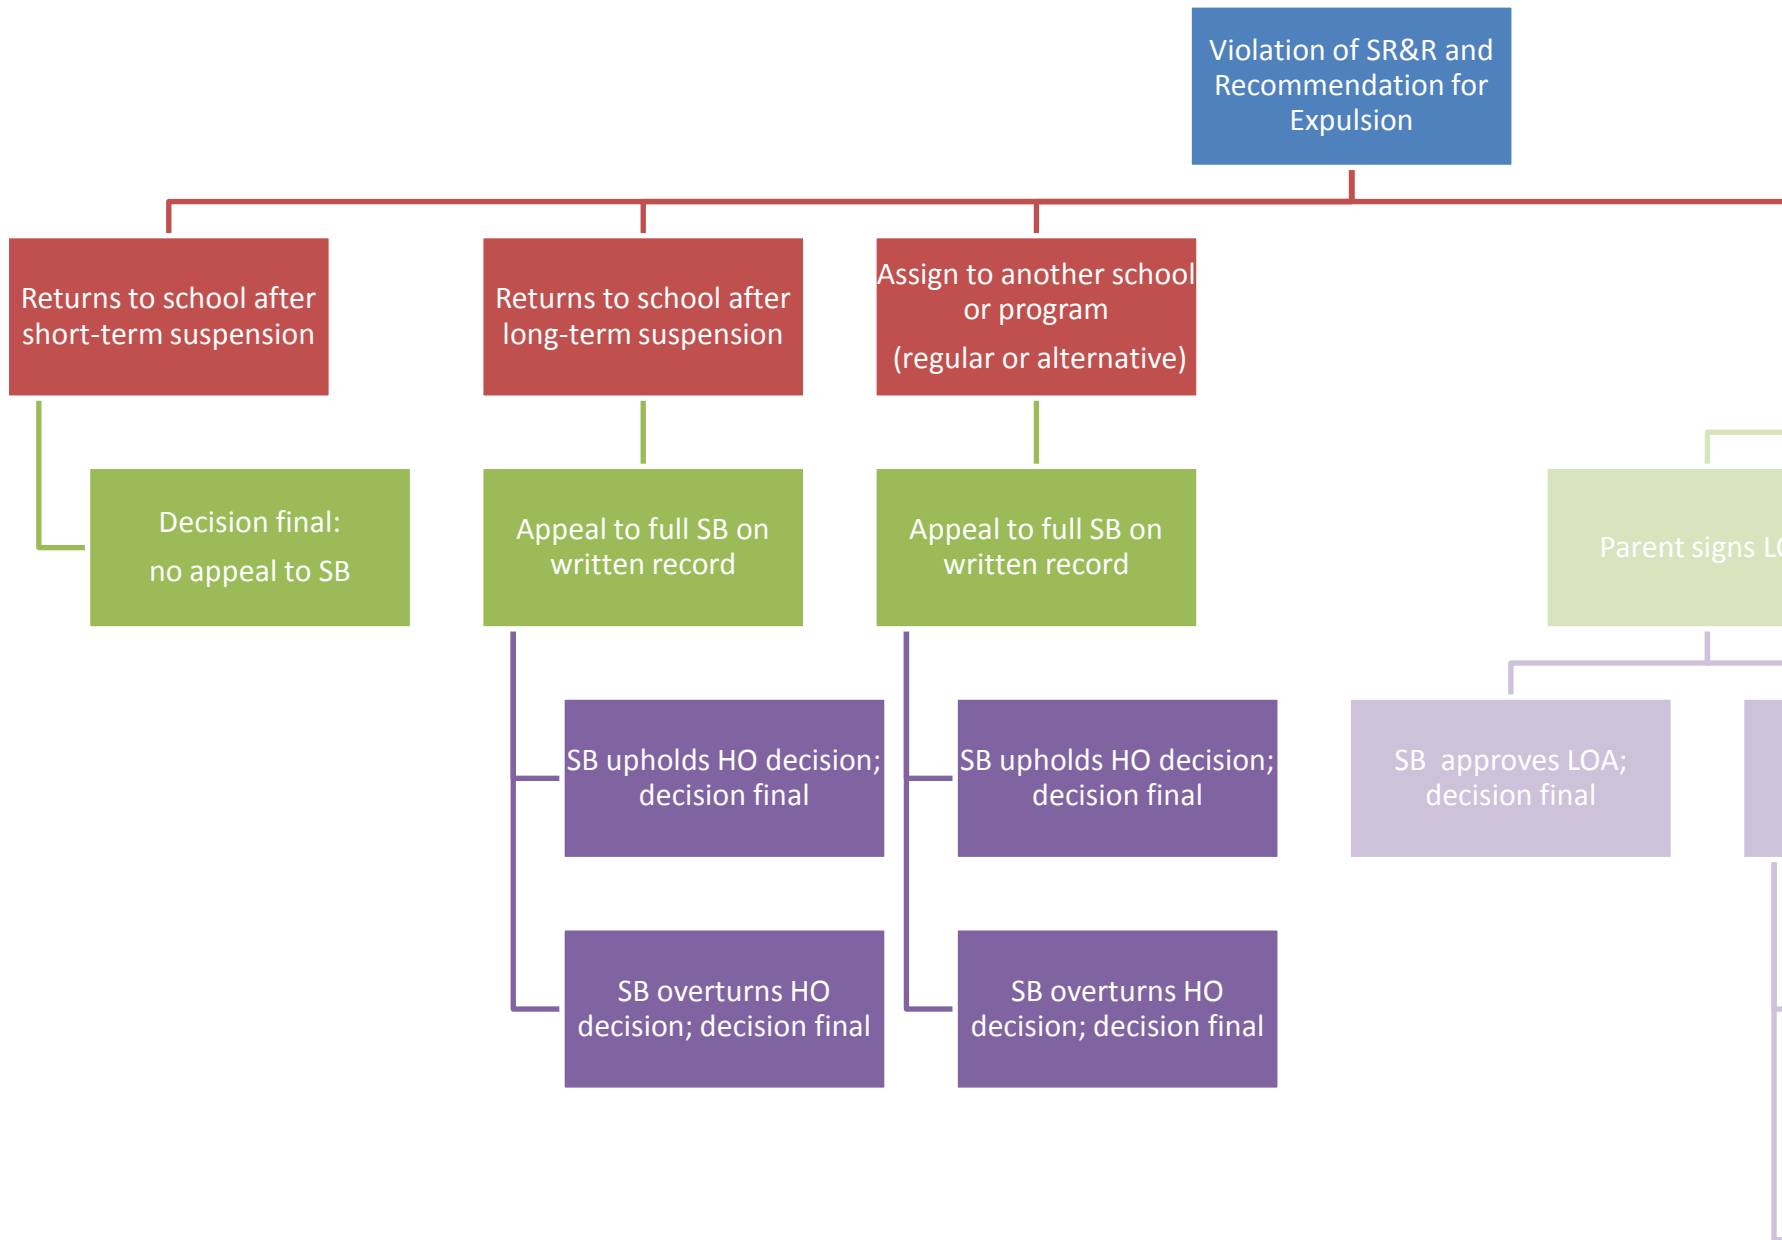 Violation of SR&R and
Recommendation for
Expulsion
Returns to school after
short-term suspension
Returns to school after
long-term suspension
Assign to another school
or program
(regular or alternative)
Decision final:
no appeal to SB
Appeal to full SB on
written record
Appeal to full SB on
written record
Parent signs
SB upholds HO decision;
decision final
SB upholds HO decision;
decision final
SB approves LOA;
decision final
SB overturns HO
decision; decision final
SB overturns HO
decision; decision final